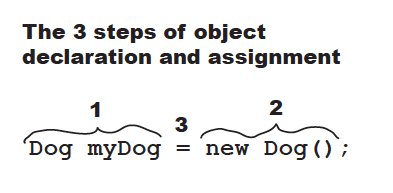 The 3 steps of object
declaration and assignment
1 3 2
Dog myDog = new Dog();